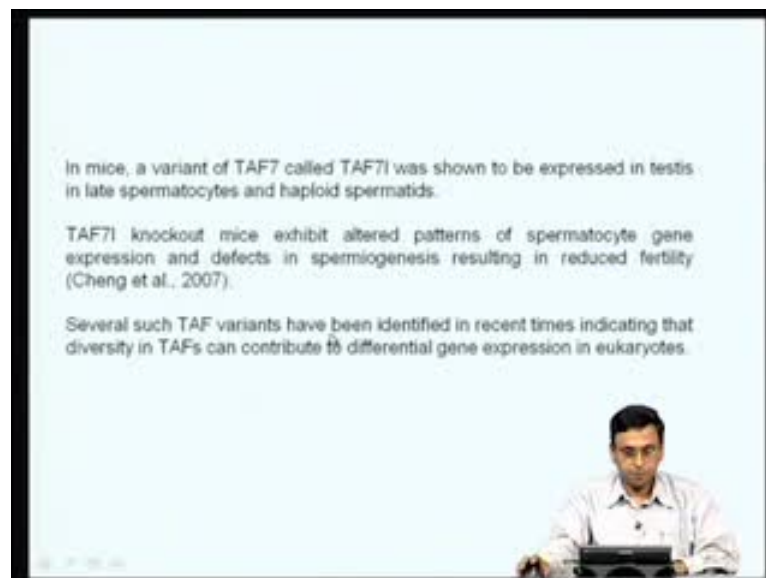 In mice, a variant of TAF7 called TAF7l was shown to be expressed in testis
in late spermatocytes and haploid spermatids.
TAF7l knockout mice exhibit altered patterns of spermatocyte gene
expression and defects in spermiogenesis resulting in reduced fertility
(Cheng et al., 2007).
Several such TAF variants have been identified in recent times indicating that
diversity in TAFs can contribute to differential gene expression in eukaryotes.